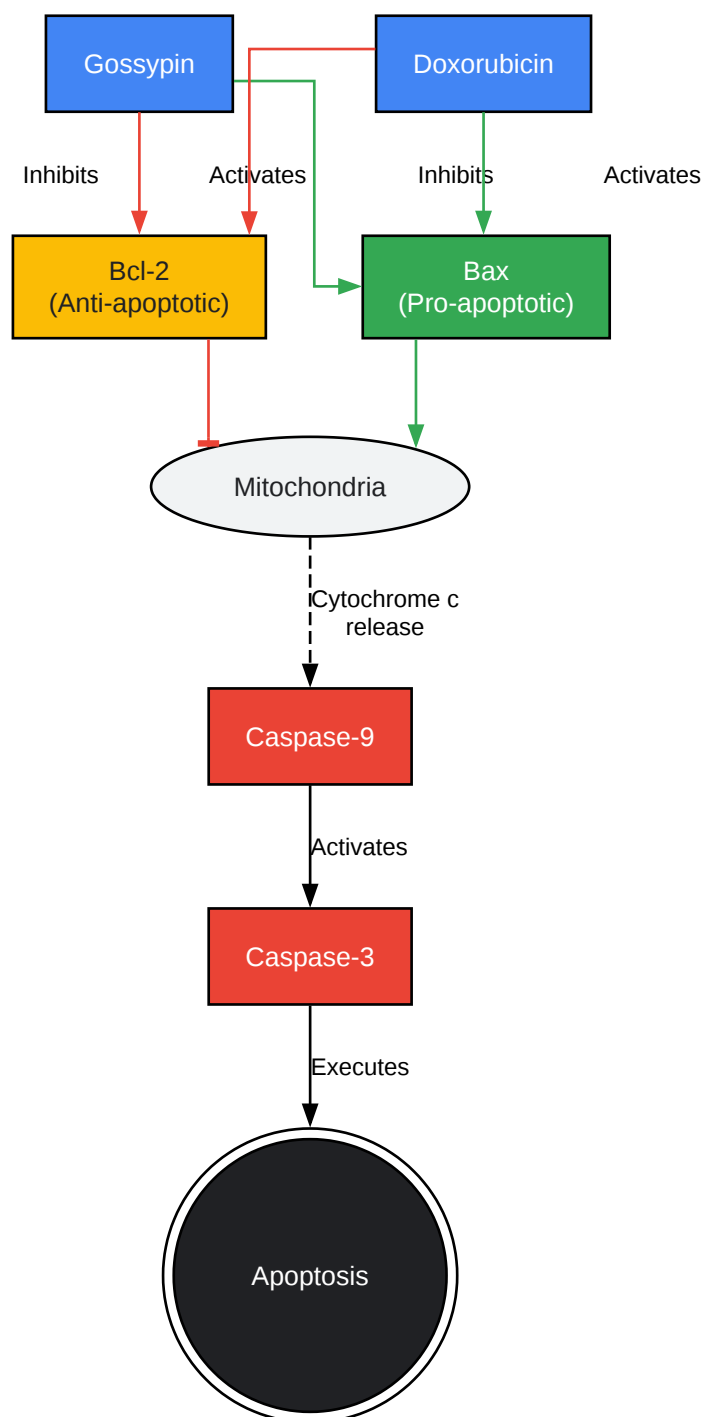 Gossypin
Doxorubicin
Inhibits
Activates
Inhibits
Activates
Bcl-2
(Anti-apoptotic)
Bax
(Pro-apoptotic)
Mitochondria
Cytochrome c
release
Caspase-9
Activates
Caspase-3
Executes
Apoptosis